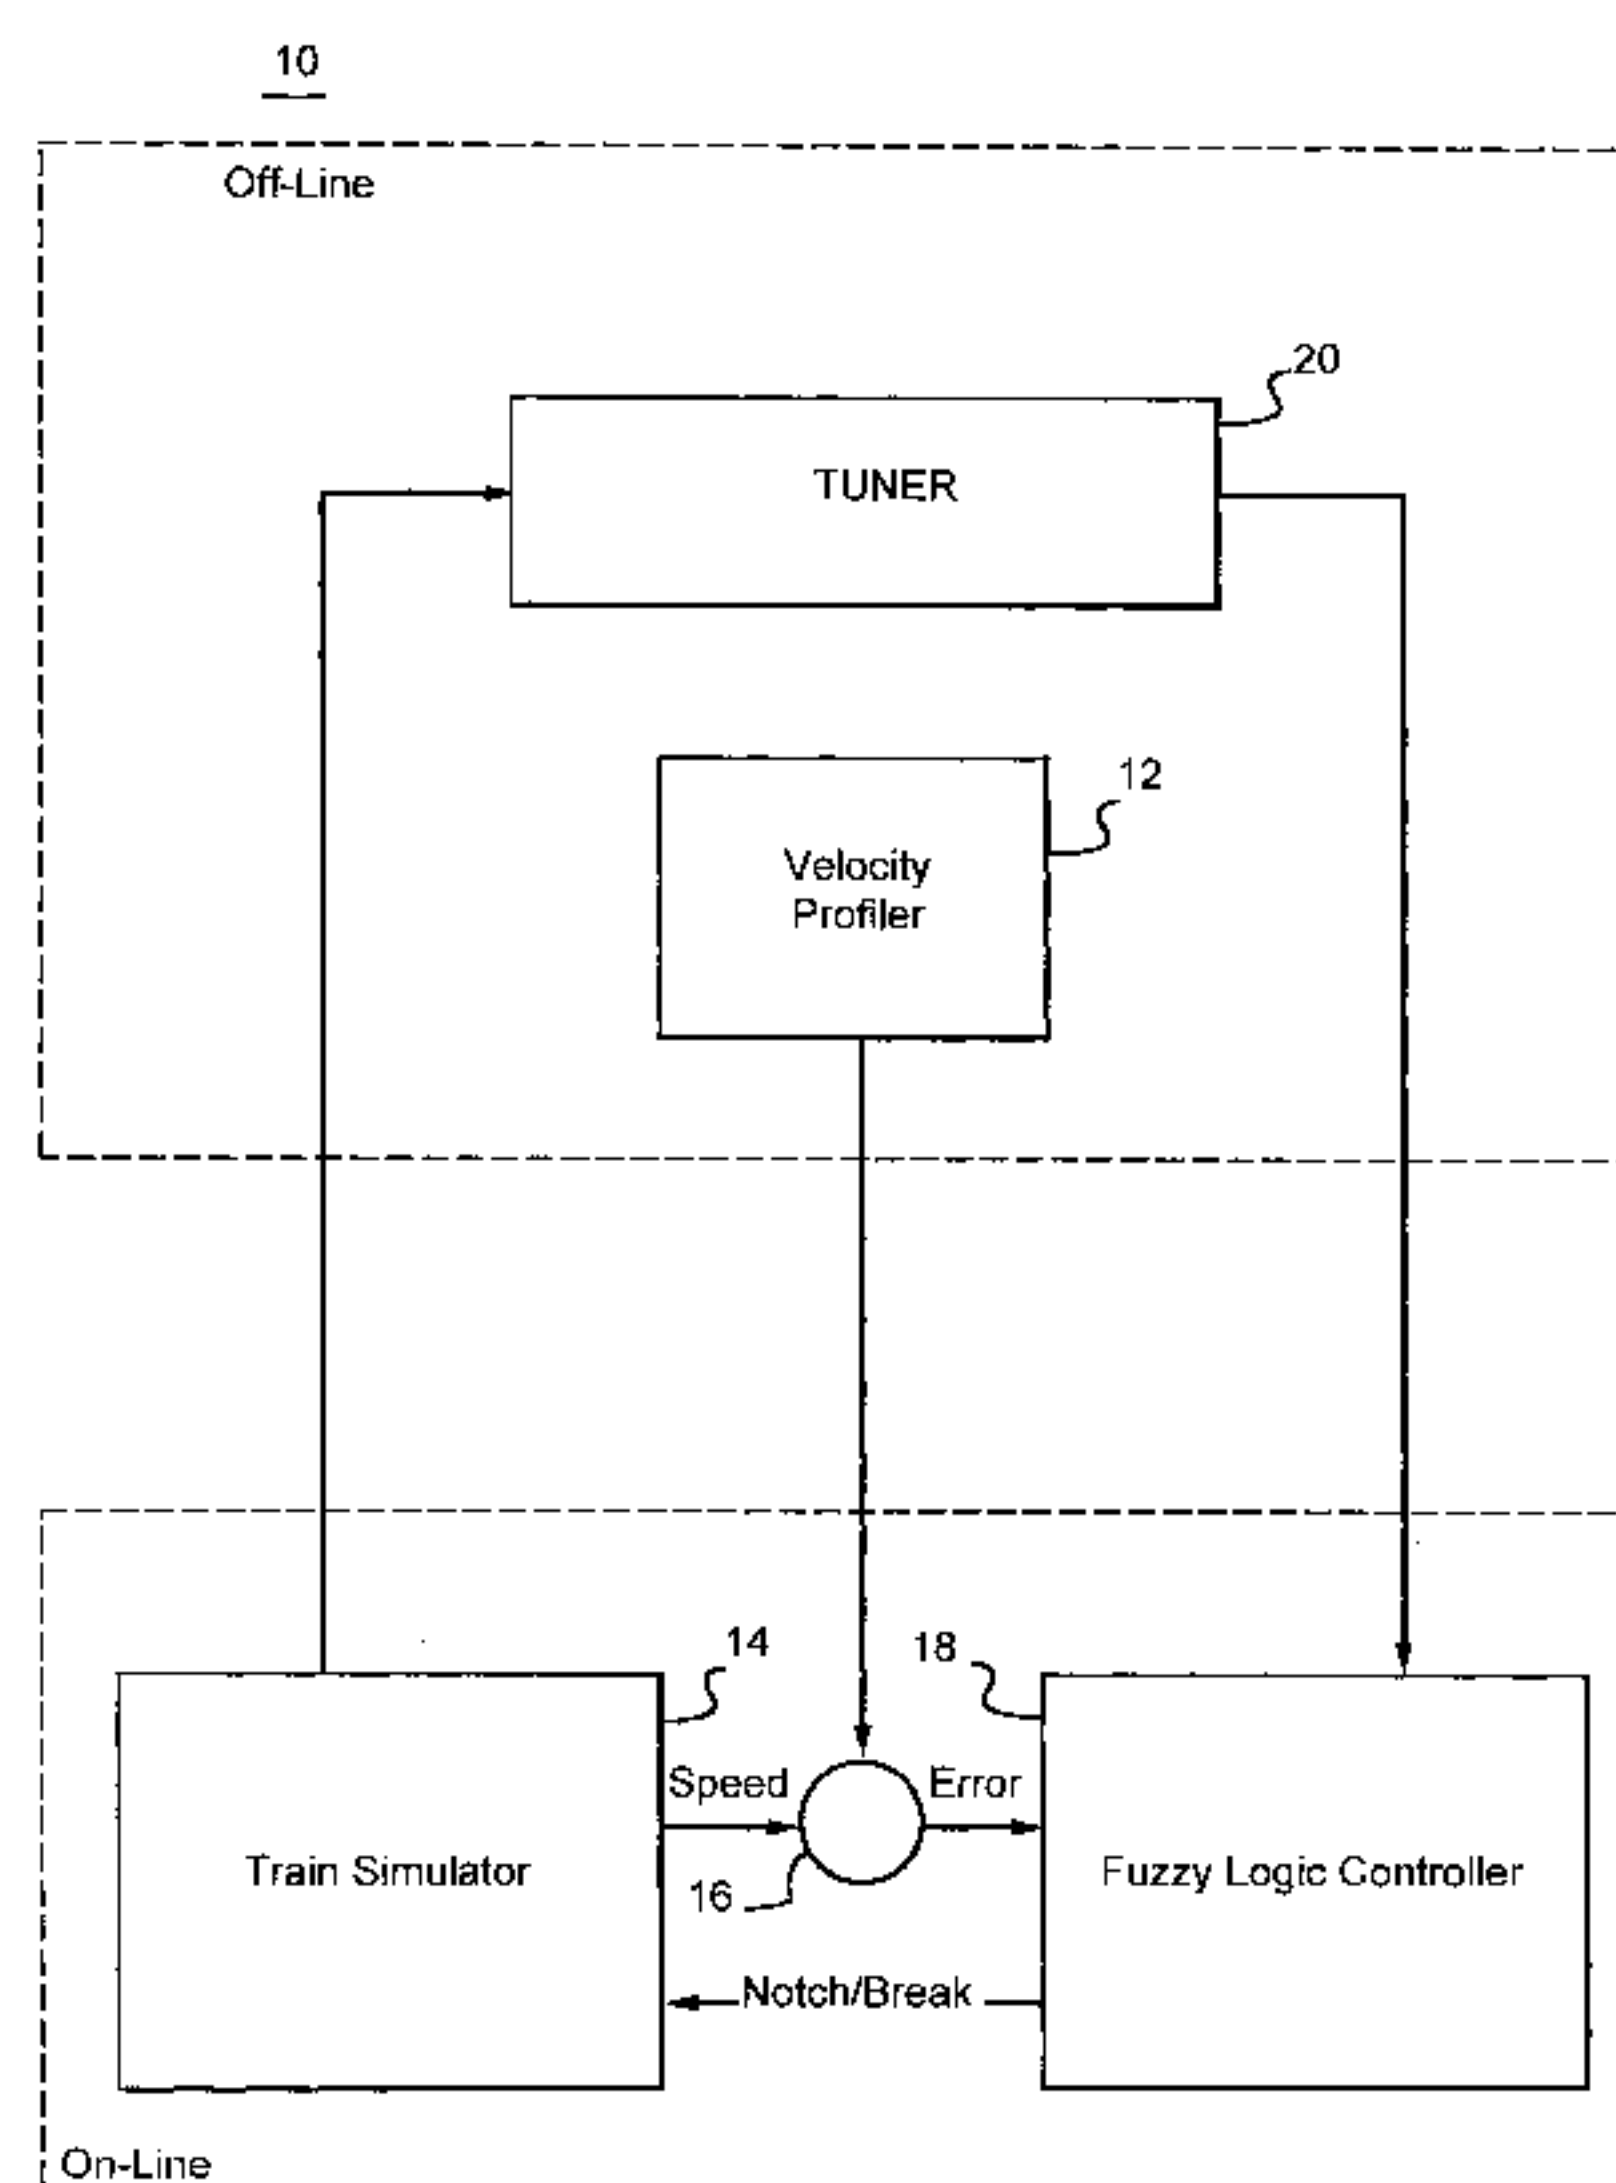 10
Off-Line
20
TUNER
12
Velocity
Profiler
14
18
Speed
Error
Train Simulator
16
Fuzzy Logic Controller
Notch/Break
On-Line